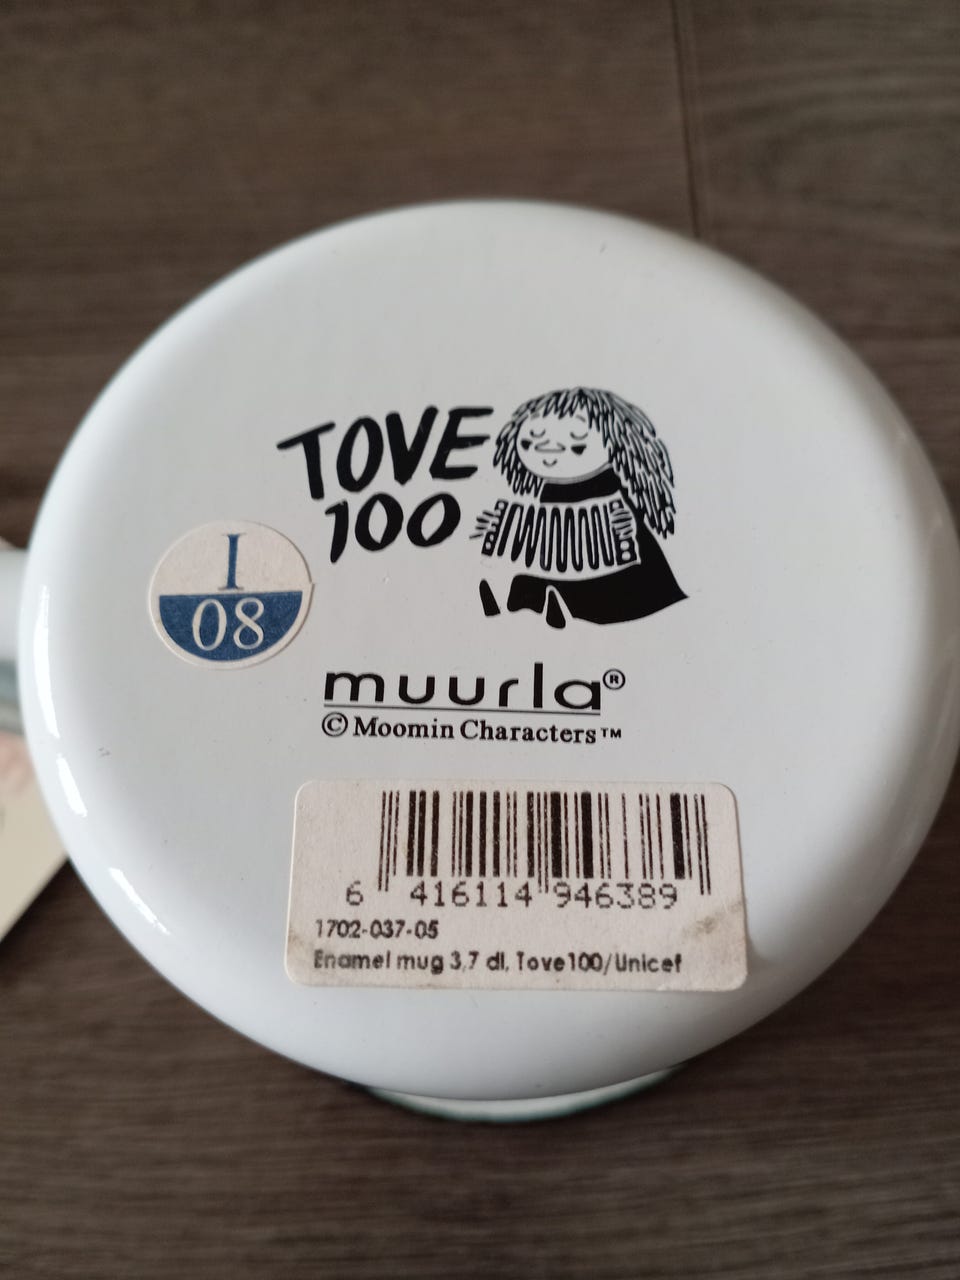 TOVE
100
I
08
muurla®
© Moomin Characters™
6 416114 946389
1702-037-05
Enamel mug 3,7 dl, Tove100/Unicef